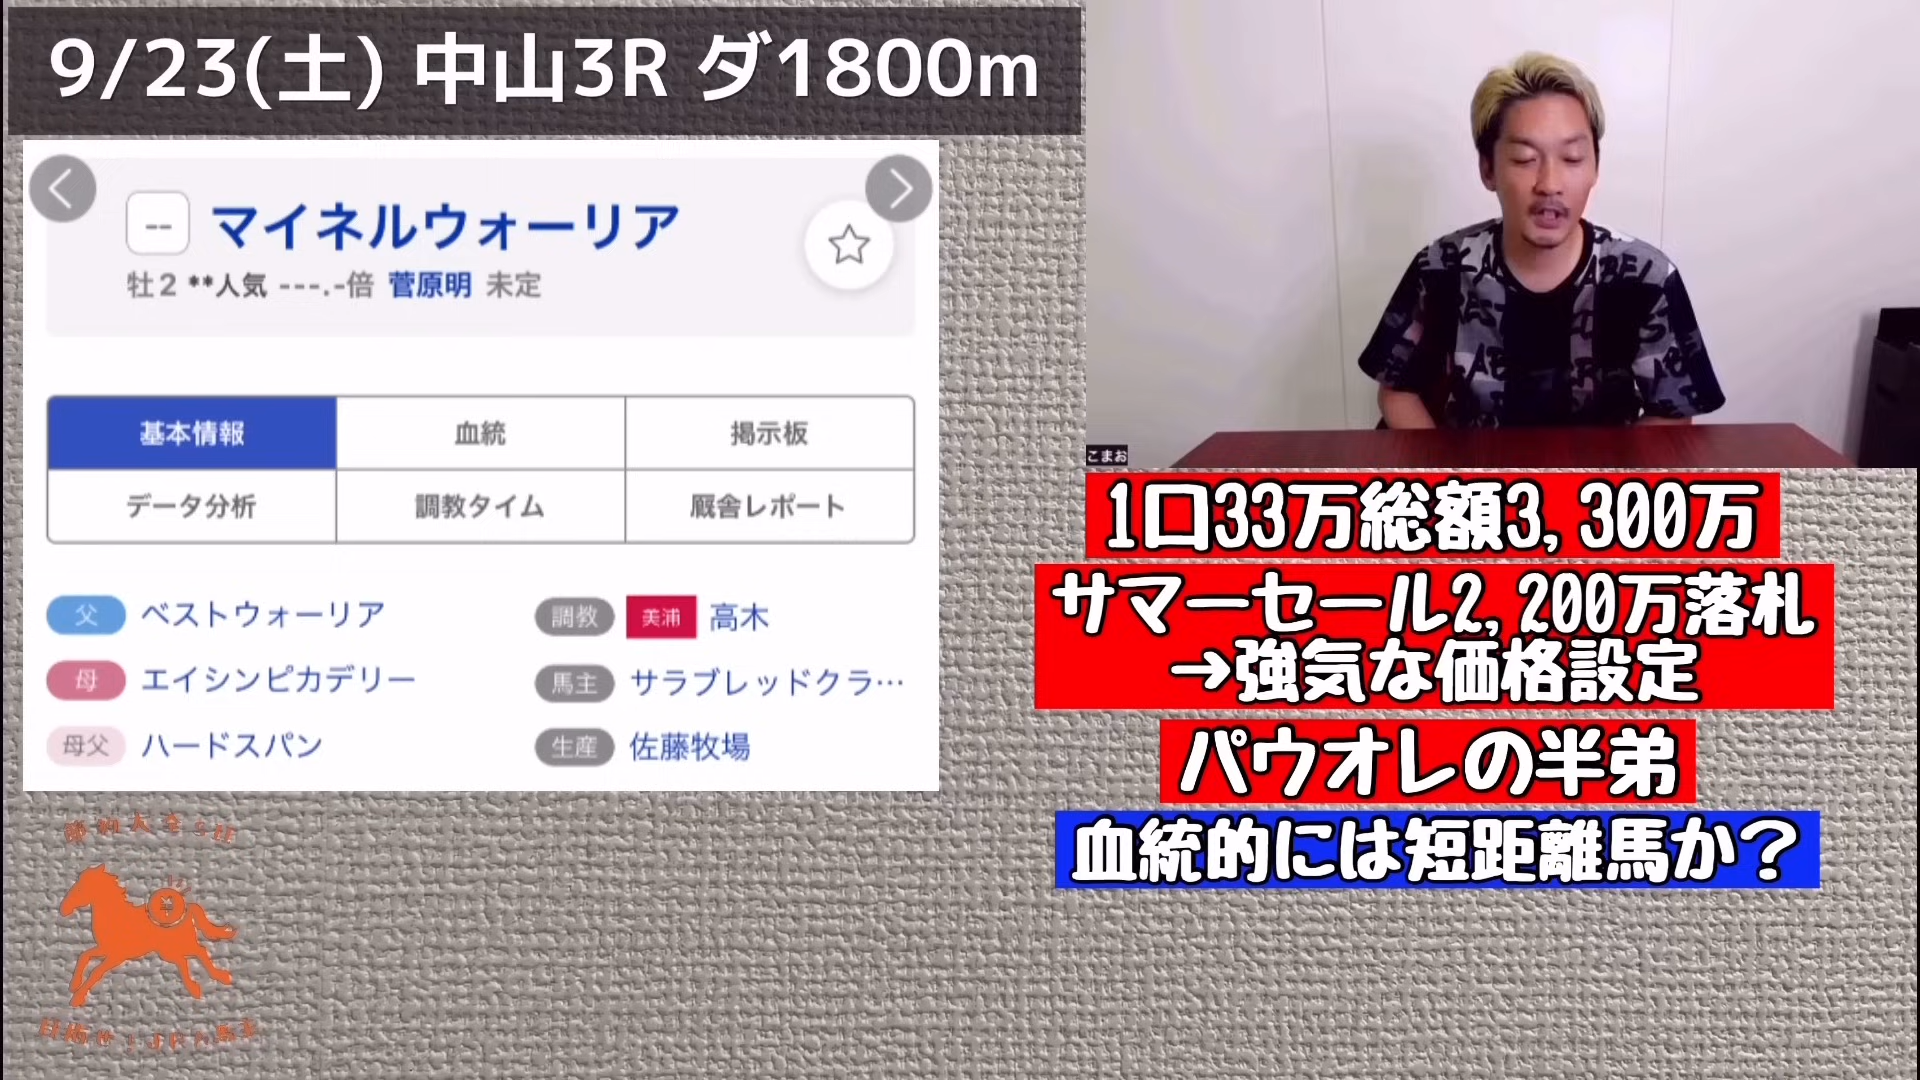 9/23(土) 中山3R ダ1800m
--
マイネルウォーリア
牡2 **人気 ---.-倍 菅原明 未定
基本情報
血統
掲示板
データ分析
調教タイム
厩舎レポート
父 ベストウォーリア
調教 美浦 高木
母 エイシンピカデリー
馬主 サラブレッドクラ…
母父 ハードスパン
生産 佐藤牧場
こまお
1口33万総額3,300万
サマーセール2,200万落札
→強気な価格設定
パウオレの半弟
血統的には短距離馬か?